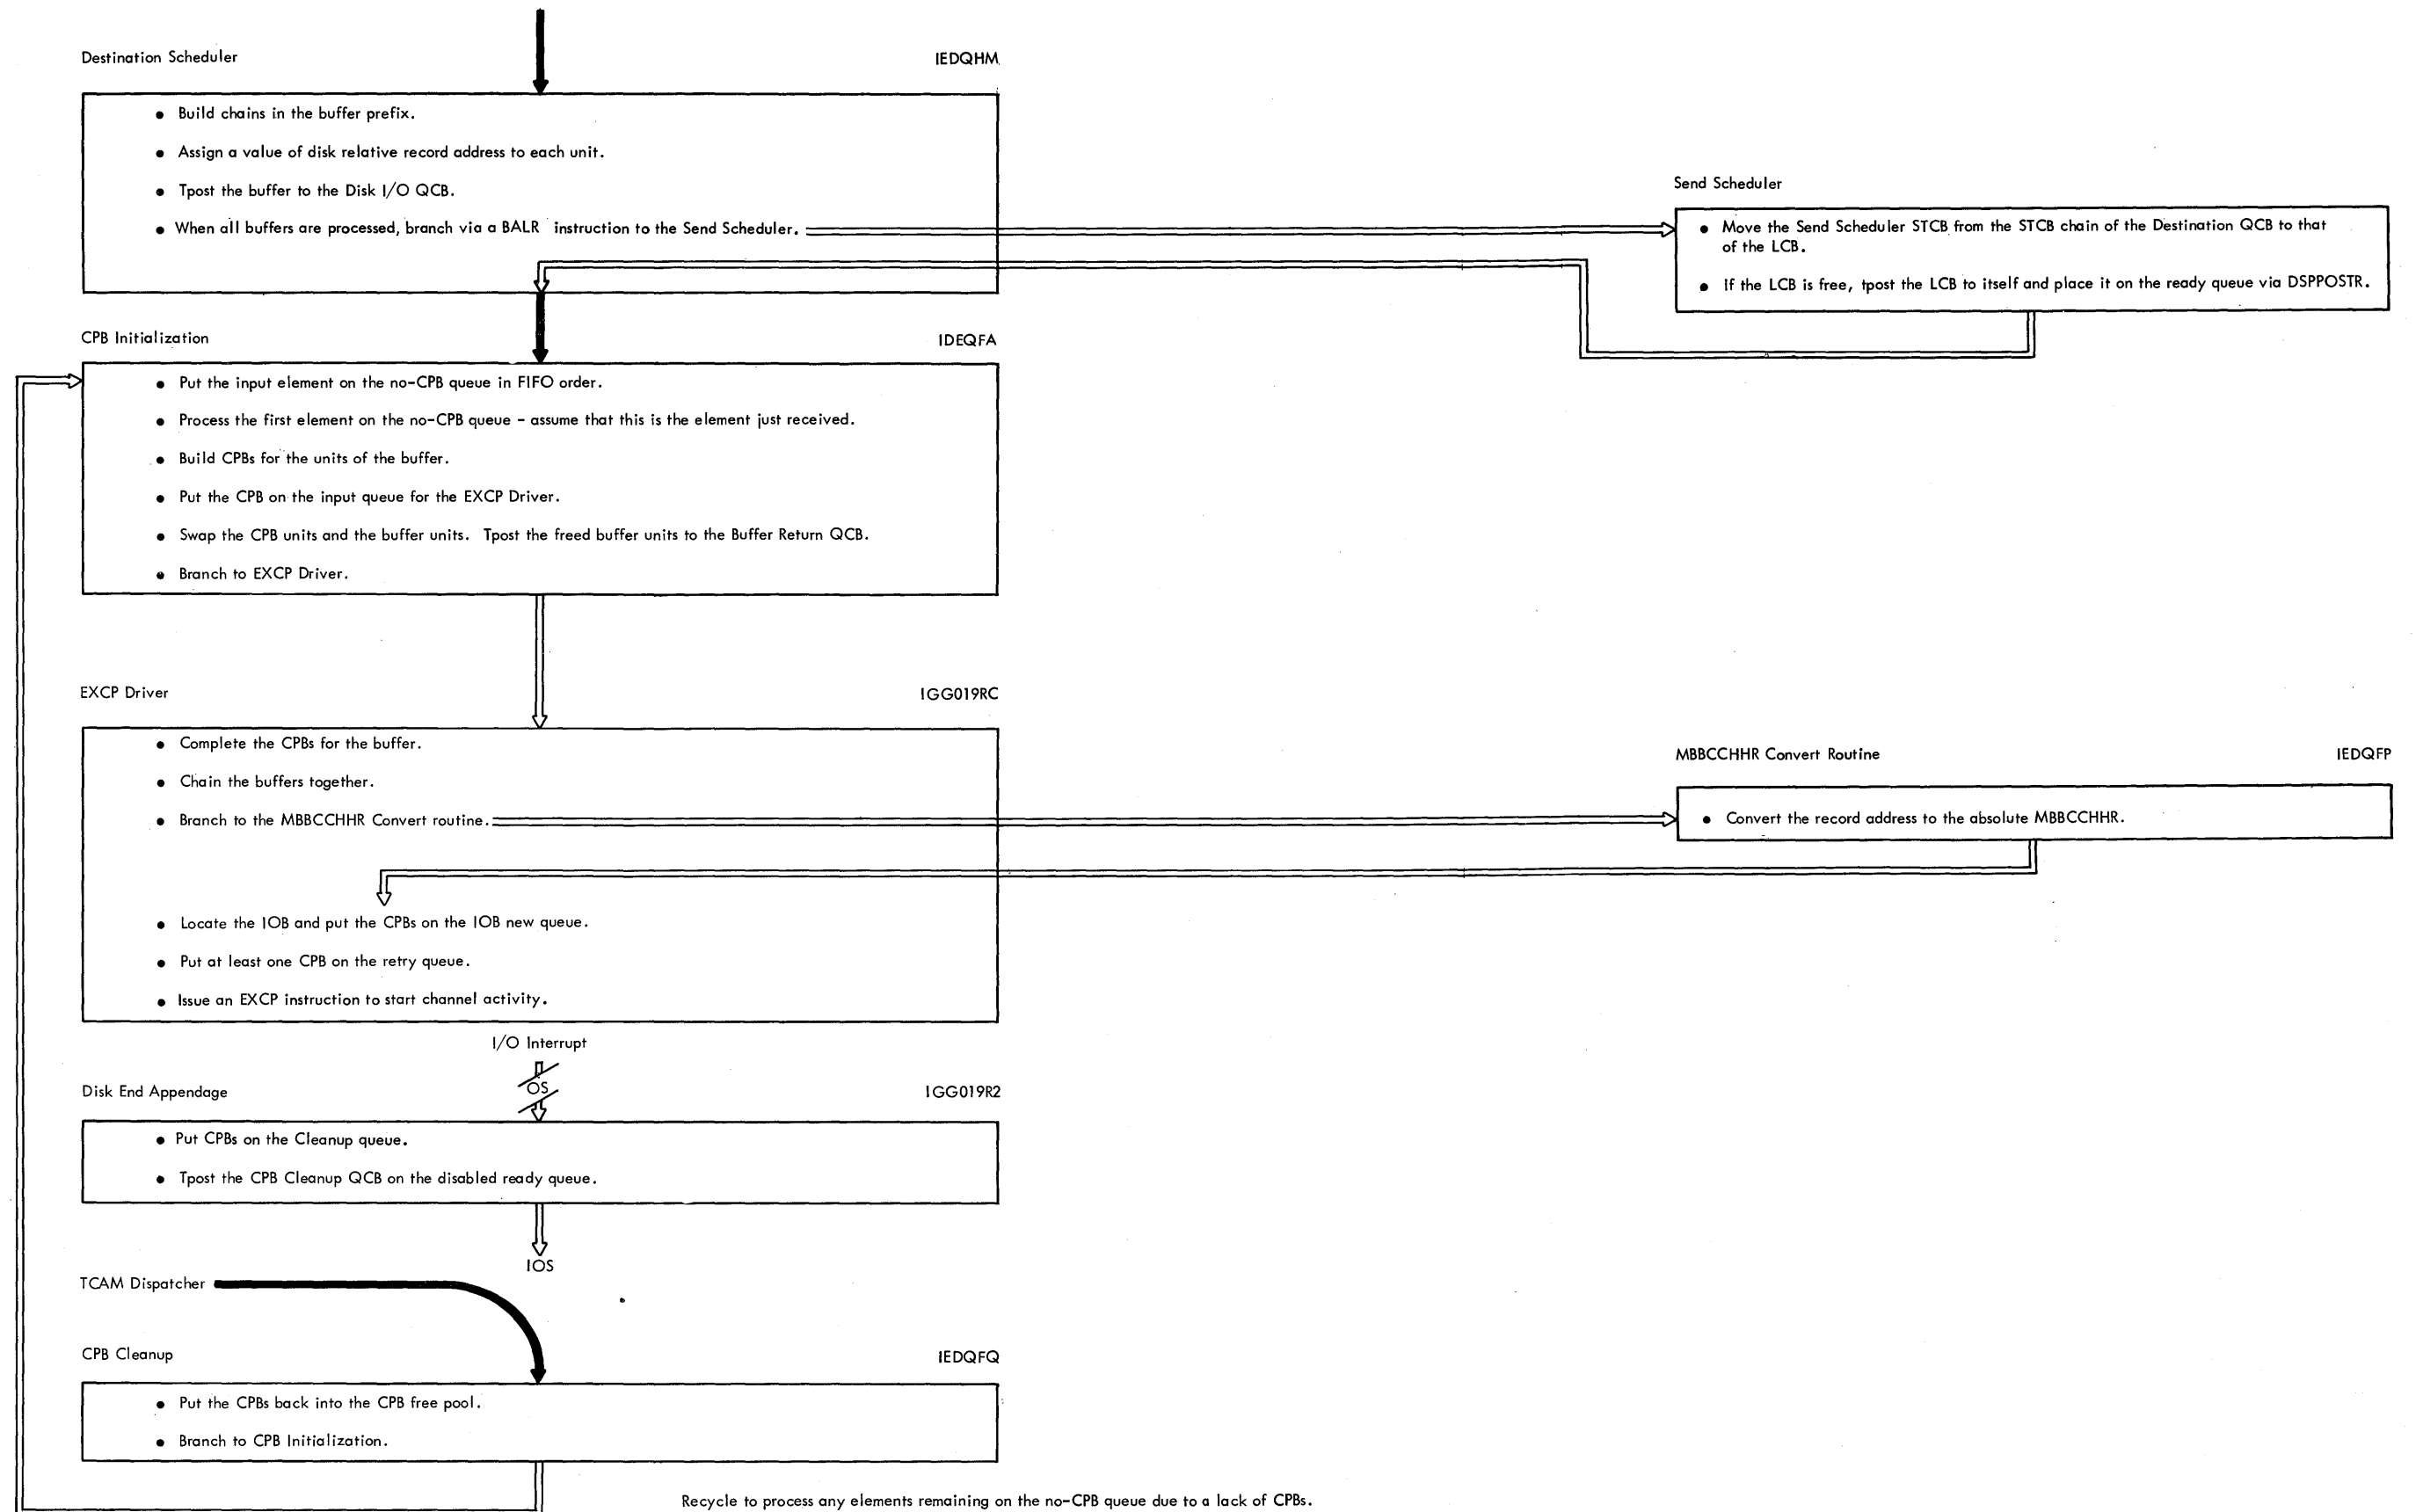 Destination Scheduler IEDQHM
• Build chains in the buffer prefix.
• Assign a value of disk relative record address to each unit.
• Tpost the buffer to the Disk I/O QCB.
• When all buffers are processed, branch via a BALR instruction to the Send Scheduler.
Send Scheduler
• Move the Send Scheduler STCB from the STCB chain of the Destination QCB to that
of the LCB.
• If the LCB is free, tpost the LCB to itself and place it on the ready queue via DSPPOSTR.
CPB Initialization IDEQFA
• Put the input element on the no-CPB queue in FIFO order.
• Process the first element on the no-CPB queue - assume that this is the element just received.
• Build CPBs for the units of the buffer.
• Put the CPB on the input queue for the EXCP Driver.
• Swap the CPB units and the buffer units. Tpost the freed buffer units to the Buffer Return QCB.
• Branch to EXCP Driver.
EXCP Driver IGG019RC
• Complete the CPBs for the buffer.
• Chain the buffers together.
• Branch to the MBBCCHHR Convert routine.
MBBCCHHR Convert Routine IEDQFP
• Convert the record address to the absolute MBBCCHHR.
• Locate the IOB and put the CPBs on the IOB new queue.
• Put at least one CPB on the retry queue.
• Issue an EXCP instruction to start channel activity.
I/O Interrupt
OS
Disk End Appendage IGG019R2
• Put CPBs on the Cleanup queue.
• Tpost the CPB Cleanup QCB on the disabled ready queue.
IOS
TCAM Dispatcher
CPB Cleanup IEDQFQ
• Put the CPBs back into the CPB free pool.
• Branch to CPB Initialization.
Recycle to process any elements remaining on the no-CPB queue due to a lack of CPBs.